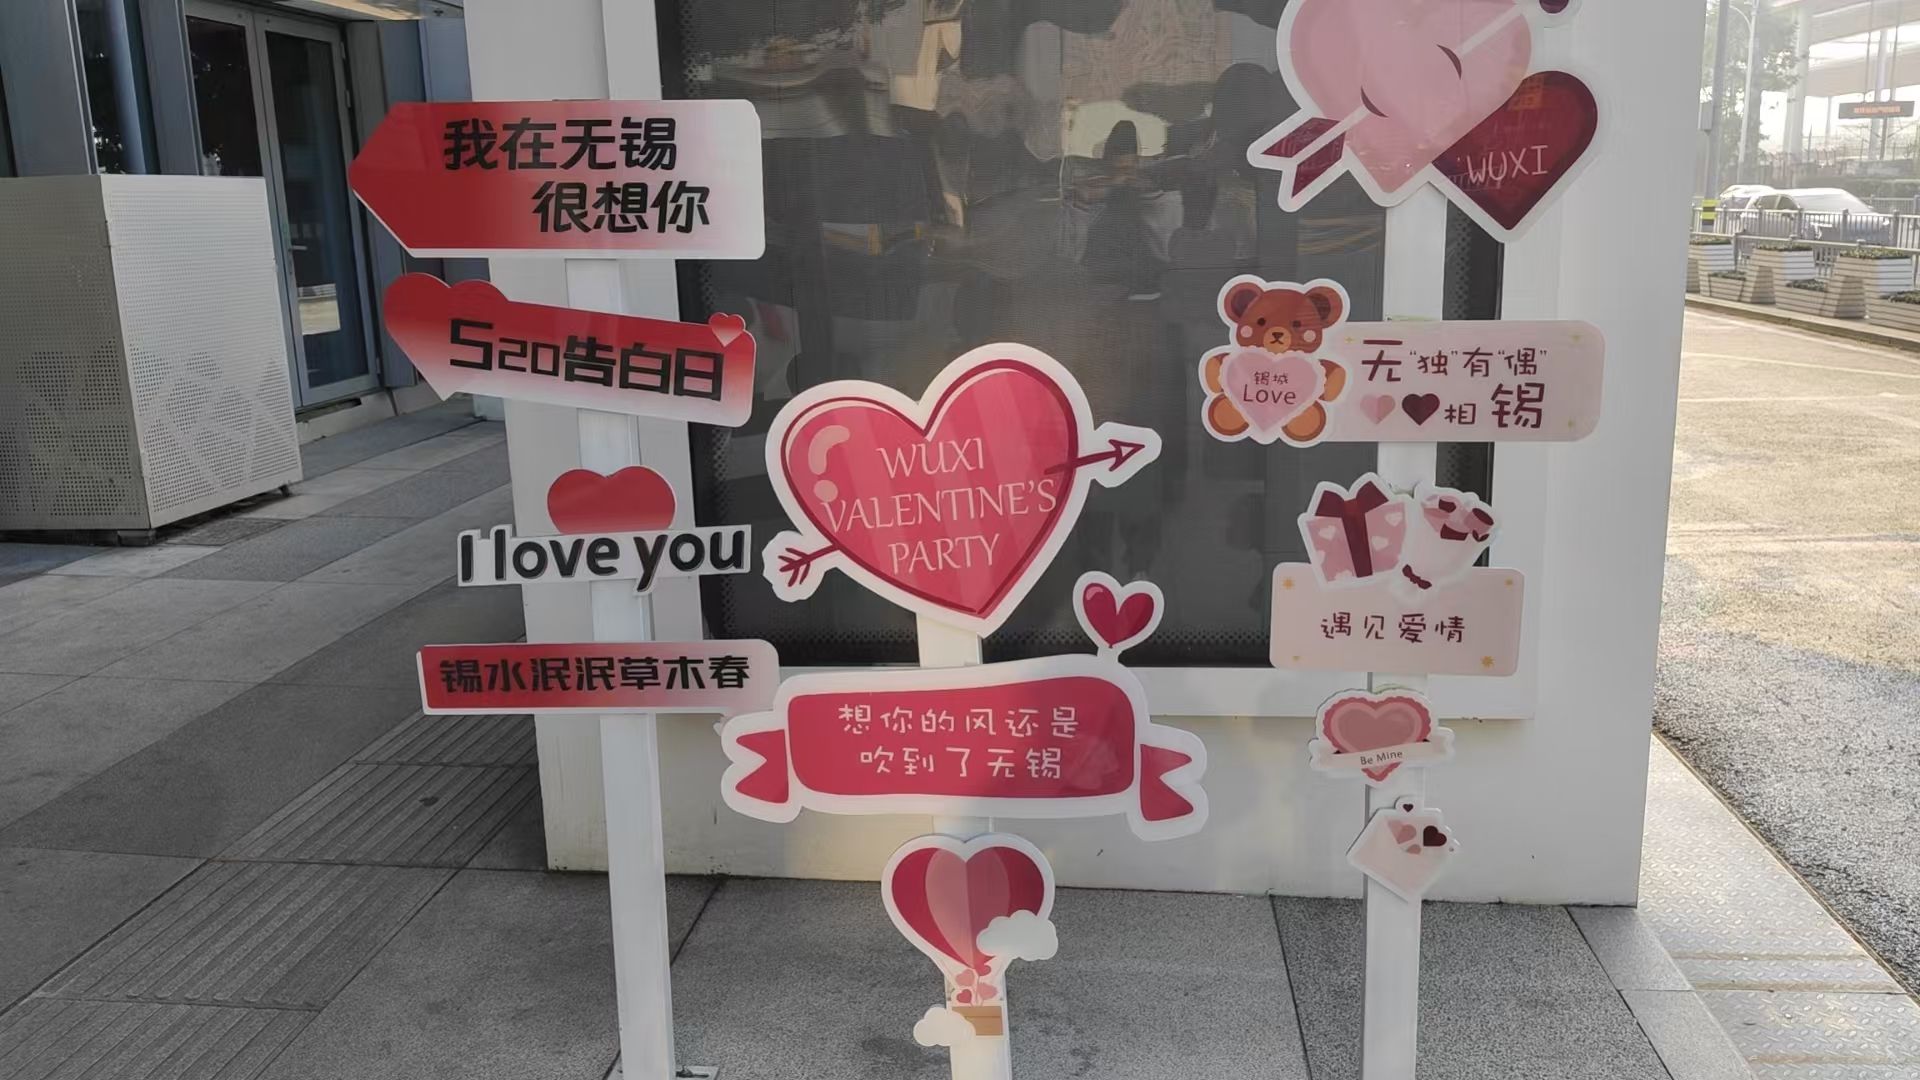 我在无锡
很想你
520告白日
I love you
锡水泯泯草木春
WUXI
VALENTINE'S
PARTY
想你的风还是
吹到了无锡
WUXI
锡城
Love
无“独”有“偶”
相锡
遇见爱情
Be Mine